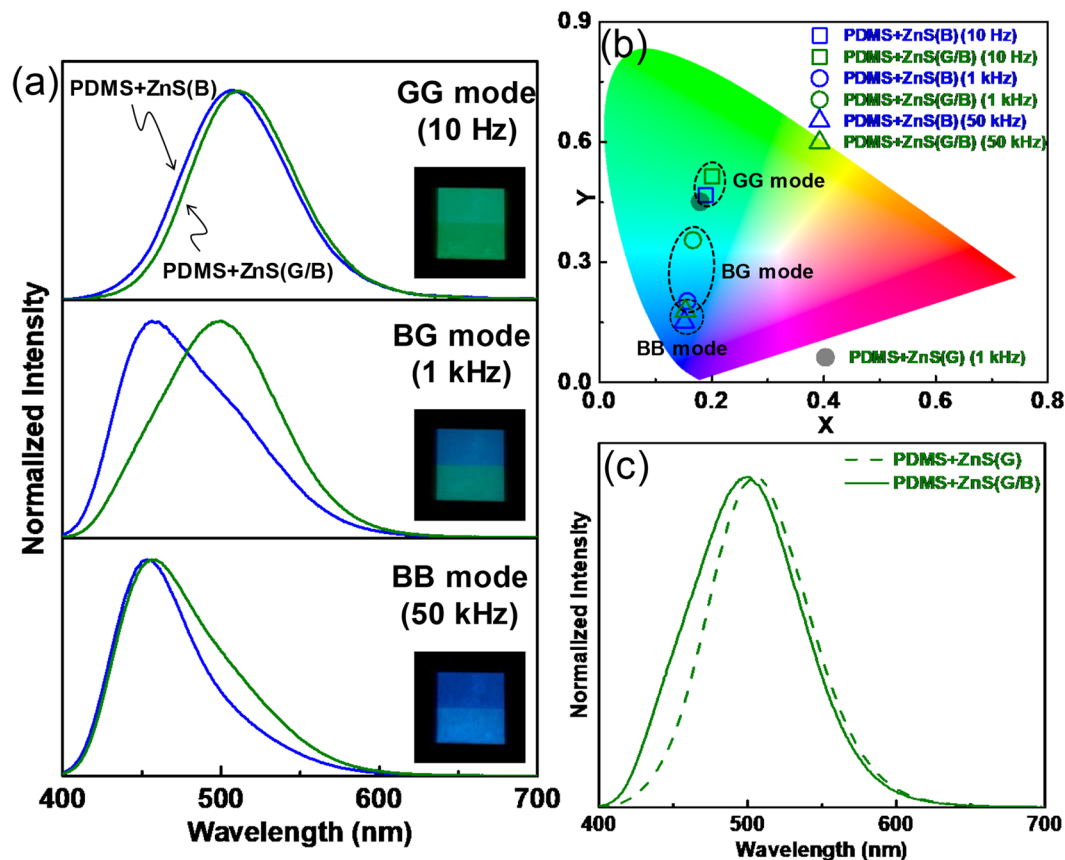 (a)
PDMS+ZnS(B)
PDMS+ZnS(G/B)
GG mode
(10 Hz)
BG mode
(1 kHz)
BB mode
(50 kHz)
Normalized Intensity
400 500 600 700
Wavelength (nm)
(b)
0.9
0.6
0.3
0.0
Y
PDMS+ZnS(B) (10 Hz)
PDMS+ZnS(G/B) (10 Hz)
PDMS+ZnS(B) (1 kHz)
PDMS+ZnS(G/B) (1 kHz)
PDMS+ZnS(B) (50 kHz)
PDMS+ZnS(G/B) (50 kHz)
GG mode
BG mode
BB mode
PDMS+ZnS(G) (1 kHz)
0.0 0.2 0.4 0.6 0.8
X
(c)
PDMS+ZnS(G)
PDMS+ZnS(G/B)
Normalized Intensity
400 500 600 700
Wavelength (nm)